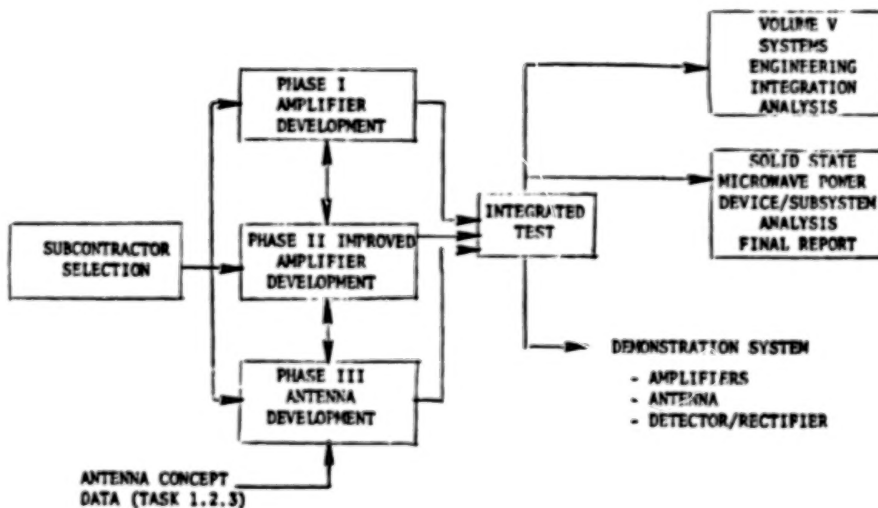 VOLUME V
SYSTEMS
ENGINEERING
INTEGRATION
ANALYSIS
PHASE I
AMPLIFIER
DEVELOPMENT
SOLID STATE
MICROWAVE POWER
DEVICE/SUBSYSTEM
ANALYSIS
FINAL REPORT
INTEGRATED
TEST
SUBCONTRACTOR
SELECTION
PHASE II IMPROVED
AMPLIFIER
DEVELOPMENT
PHASE III
ANTENNA
DEVELOPMENT
DEMONSTRATION SYSTEM
- AMPLIFIERS
- ANTENNA
- DETECTOR/RECTIFIER
ANTENNA CONCEPT
DATA (TASK 1.2.3)